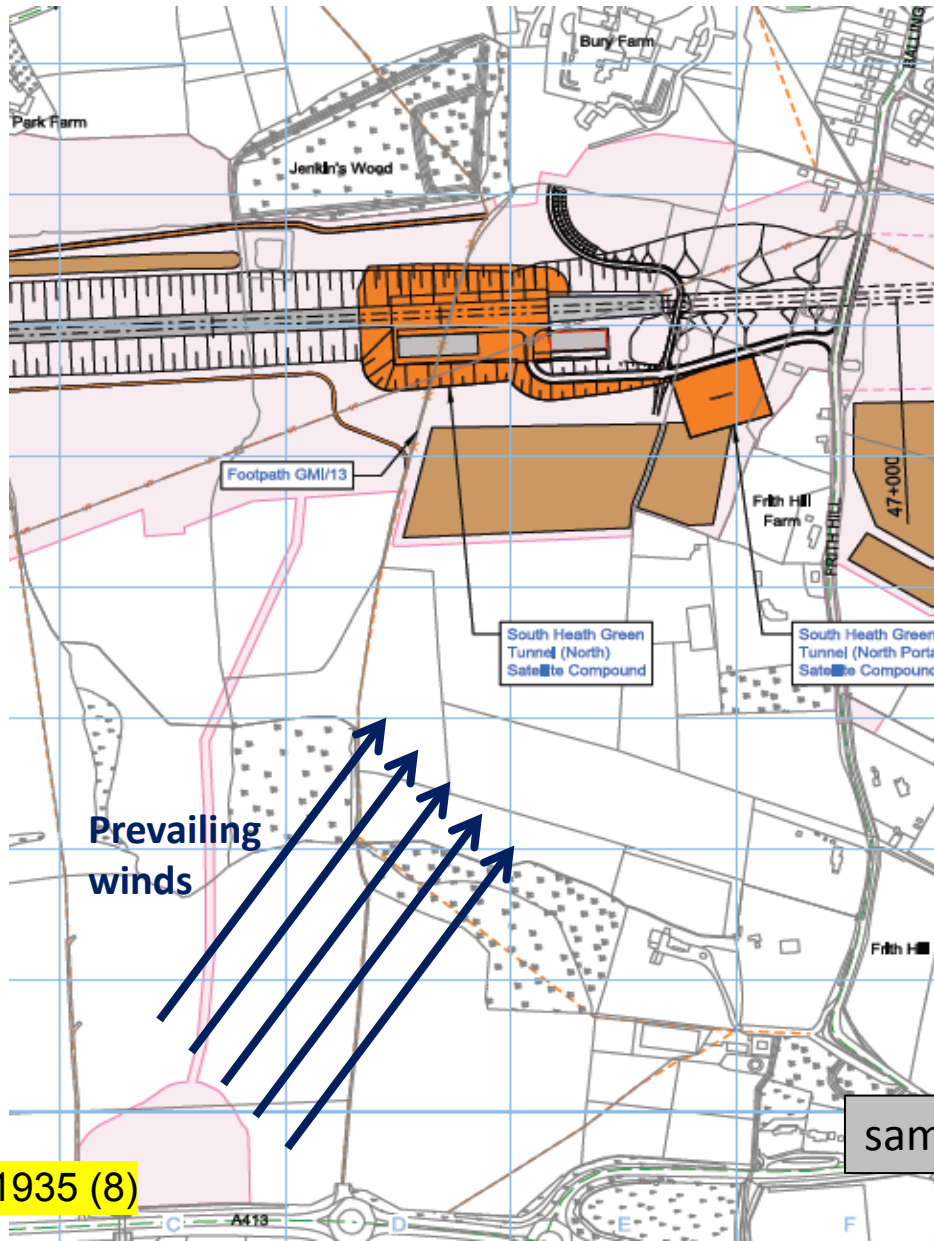 BALLING
Bury Farm
Park Farm
Jenkin's Wood
Footpath GMI/13
47+000
Frith Hill
Farm
FRITH HILL
South Heath Green
Tunnel (North)
Satellite Compound
South Heath Green
Tunnel (North Porta
Satellite Compound
Prevailing
winds
Frith Hill
sam
1935 (8)
A413
C
D
E
F